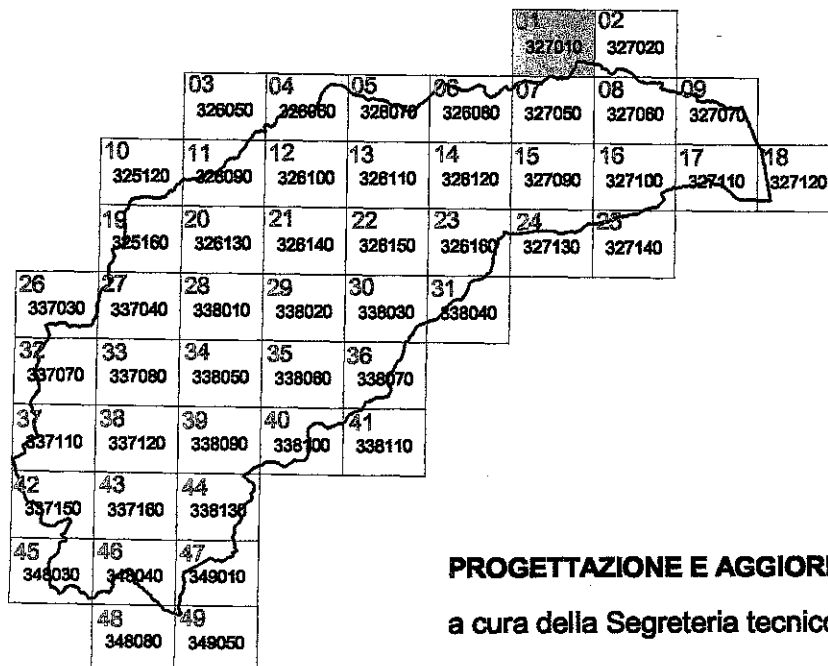 01 02
327010 327020
03 04 05 06 07 08 09
326050 326060 326070 326080 327050 327060 327070
10 11 12 13 14 15 16 17 18
325120 326090 326100 326110 326120 327090 327100 327110 327120
19 20 21 22 23 24 25
325160 326130 326140 326150 326160 327130 327140
26 27 28 29 30 31
337030 337040 338010 338020 338030 338040
32 33 34 35 36
337070 337080 338050 338060 338070
37 38 39 40 41
337110 337120 338090 338100 338110
42 43 44
337150 337160 338130
45 46 47
348030 348040 349010
48 49
348080 349050
PROGETTAZIONE E AGGIOR
a cura della Segreteria tecnico